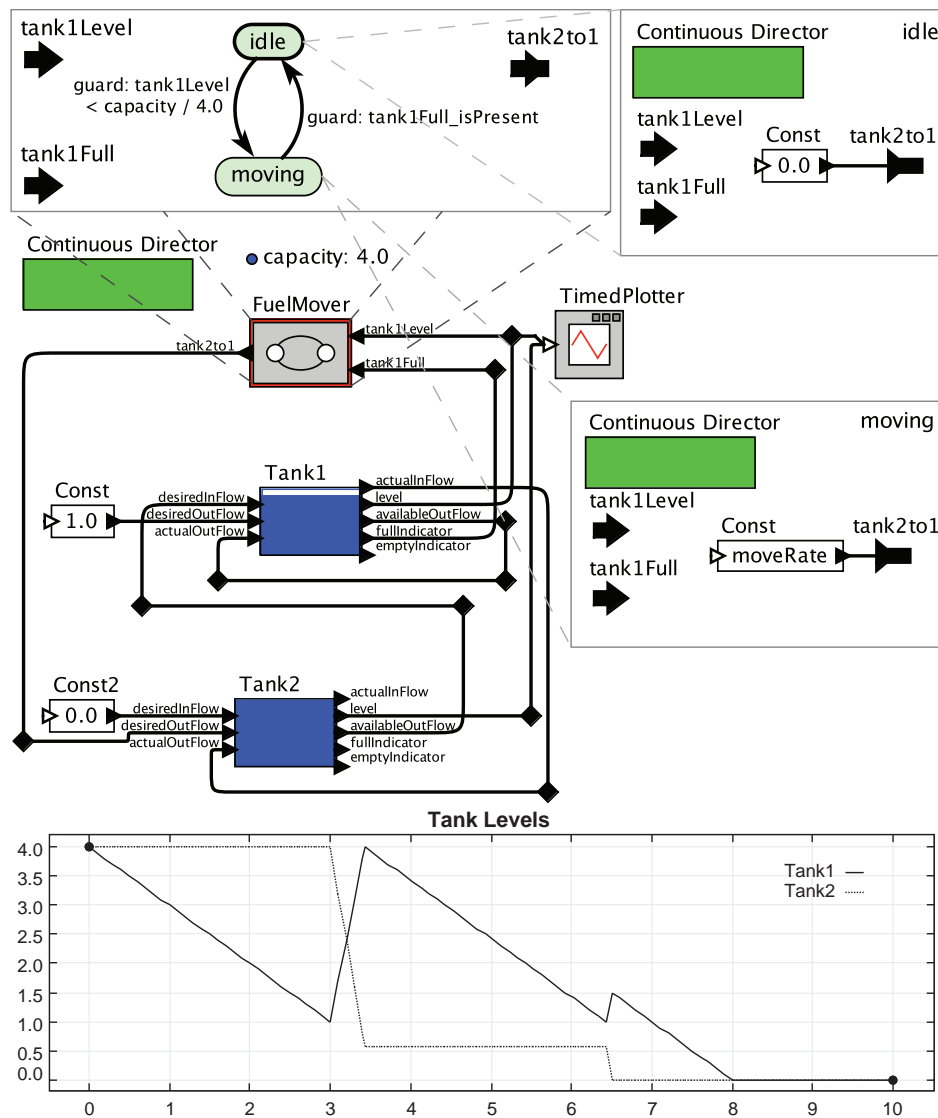 tank1Level
idle
tank2to1
guard: tank1Level
< capacity / 4.0
guard: tank1Full_isPresent
tank1Full
moving
Continuous Director
idle
tank1Level
Const
tank2to1
0.0
tank1Full
Continuous Director
capacity: 4.0
FuelMover
TimedPlotter
tank1Level
tank2to1
tank1Full
Continuous Director
moving
tank1Level
Const
tank2to1
moveRate
tank1Full
Const
1.0
Tank1
desiredInFlow
desiredOutFlow
actualOutFlow
actualInFlow
level
availableOutFlow
fullIndicator
emptyIndicator
Const2
0.0
Tank2
desiredInFlow
desiredOutFlow
actualOutFlow
actualInFlow
level
availableOutFlow
fullIndicator
emptyIndicator
Tank Levels
4.0
3.5
3.0
2.5
2.0
1.5
1.0
0.5
0.0
Tank1
Tank2
0 1 2 3 4 5 6 7 8 9 10